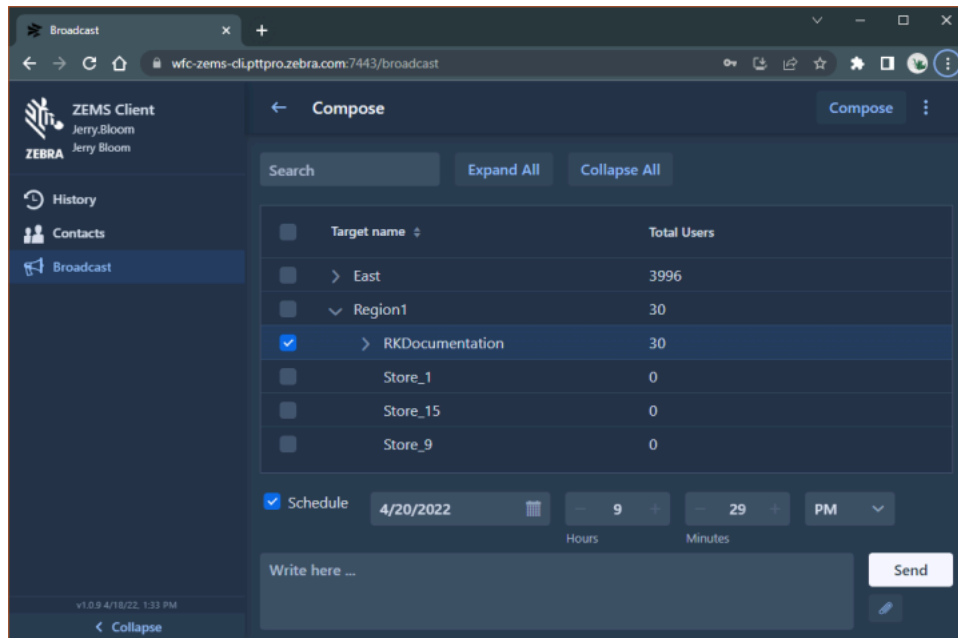 Broadcast
wfc-zems-cli.pttpro.zebra.com:7443/broadcast
ZEMS Client
Jerry.Bloom
Jerry Bloom
ZEBRA
History
Contacts
Broadcast
v1.0.9 4/18/22, 1:33 PM
Collapse
Compose
Compose
Search
Expand All
Collapse All
Target name
Total Users
East 3996
Region1 30
RKDocumentation 30
Store_1 0
Store_15 0
Store_9 0
Schedule 4/20/2022 9 29 PM
Hours Minutes
Write here ...
Send